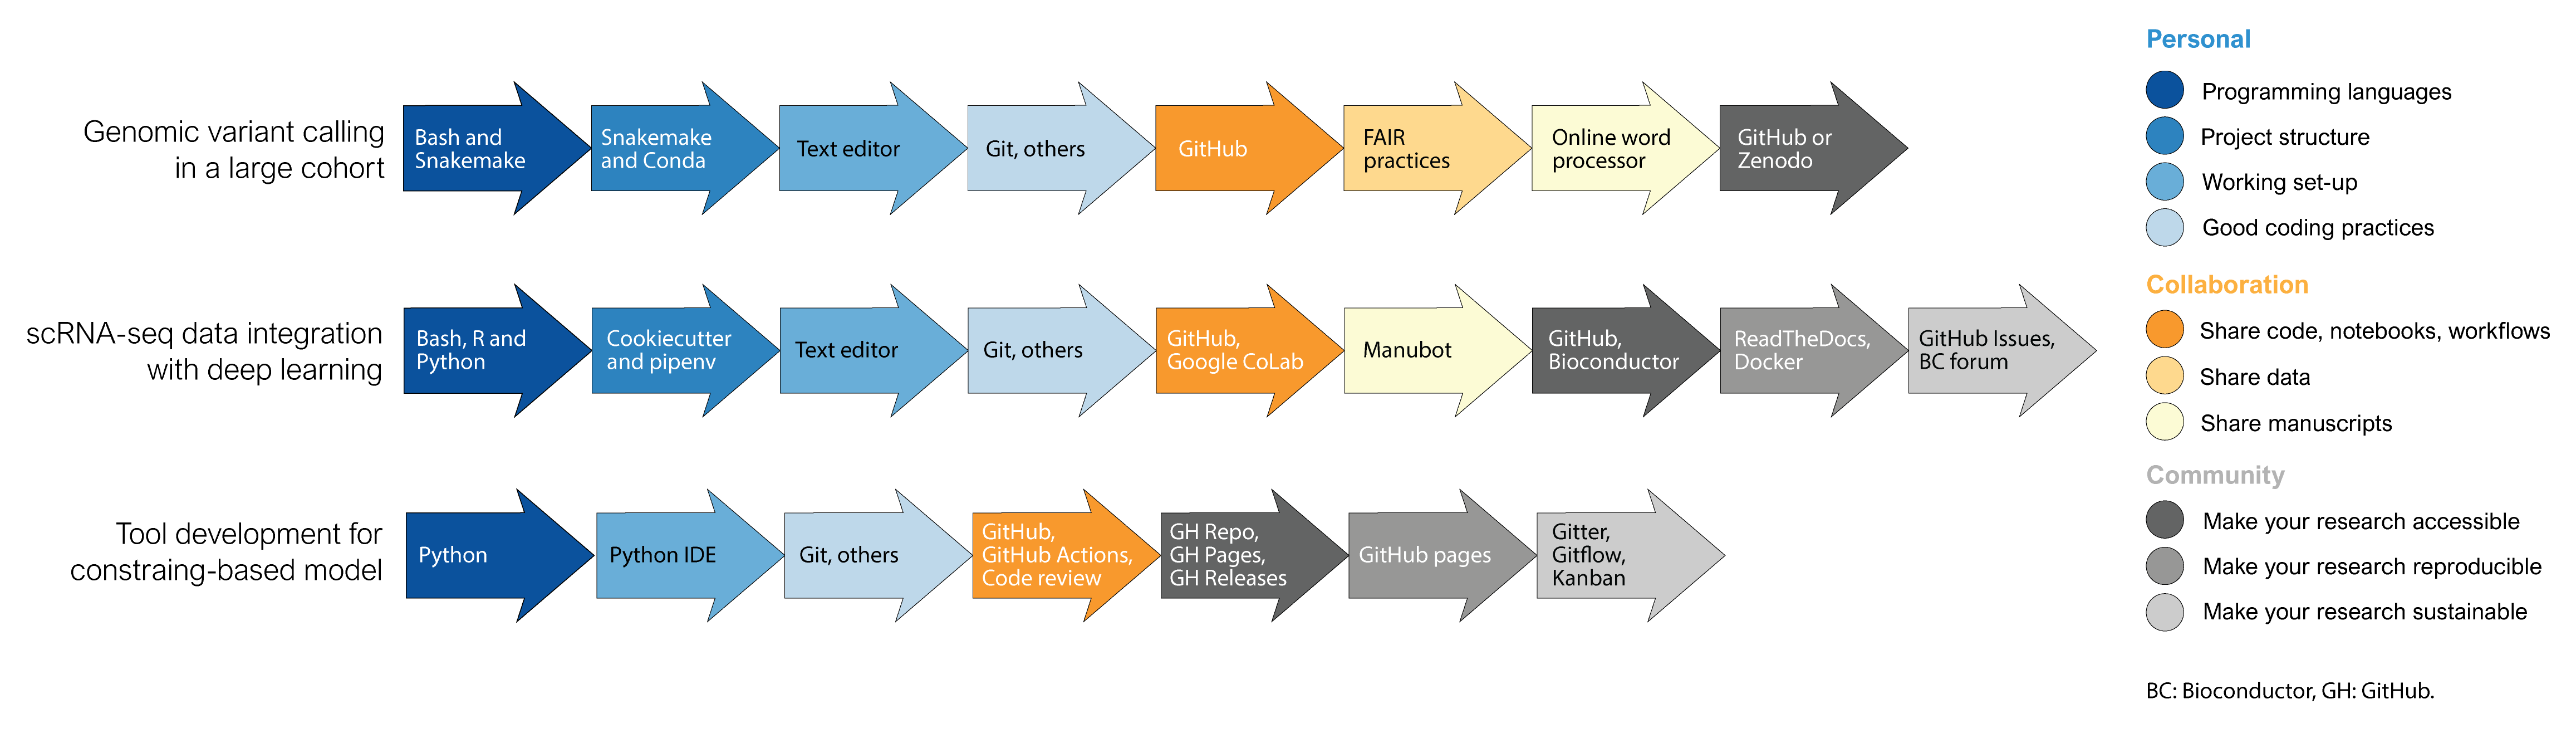 Genomic variant calling
in a large cohort
Bash and
Snakemake
Snakemake
and Conda
Text editor
Git, others
GitHub
FAIR
practices
Online word
processor
GitHub or
Zenodo
scRNA-seq data integration
with deep learning
Bash, R and
Python
Cookiecutter
and pipenv
Text editor
Git, others
GitHub,
Google CoLab
Manubot
GitHub,
Bioconductor
ReadTheDocs,
Docker
GitHub Issues,
BC forum
Tool development for
constraing-based model
Python
Python IDE
Git, others
GitHub,
GitHub Actions,
Code review
GH Repo,
GH Pages,
GH Releases
GitHub pages
Gitter,
Gitflow,
Kanban
Personal
Programming languages
Project structure
Working set-up
Good coding practices
Collaboration
Share code, notebooks, workflows
Share data
Share manuscripts
Community
Make your research accessible
Make your research reproducible
Make your research sustainable
BC: Bioconductor, GH: GitHub.